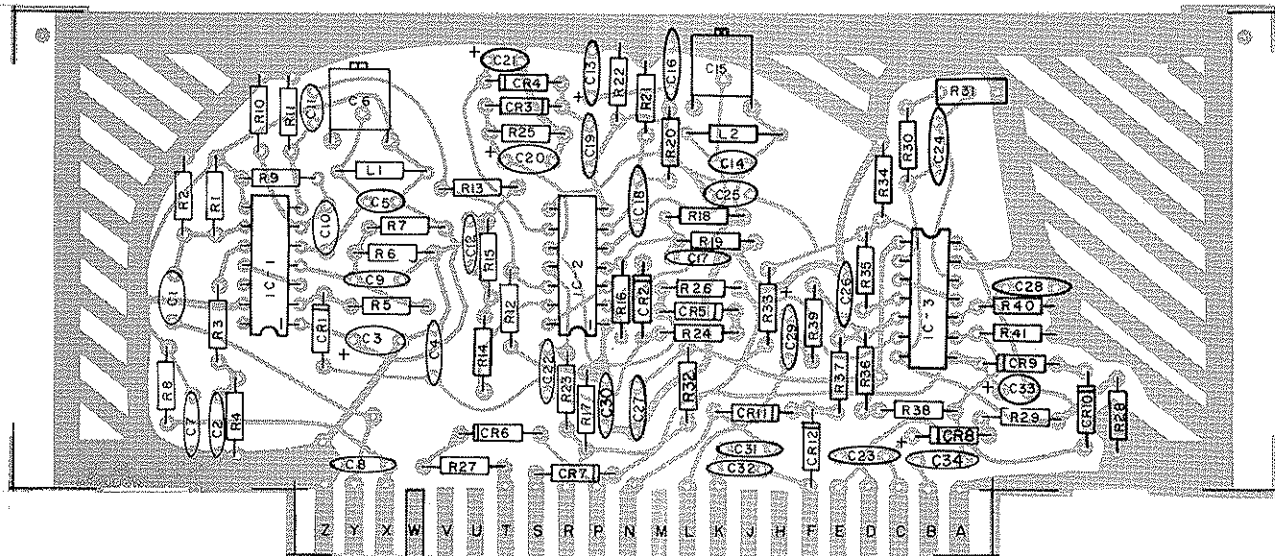 C21
C13
R22
C16
C15
R10
R11
C11
C6
CR4
R21
R31
CR3
R25
C19
R20
L2
R30
C24
C20
C14
R2
R1
R9
L1
R13
C18
C25
R34
C10
C5
R7
R18
C12
R19
R6
R15
C17
IC-1
C9
IC-2
R35
IC-3
C1
R5
R12
R16
CR2
R26
R33
C26
C28
R3
CR1
CR5
R39
R40
C3
R24
C29
R41
C4
R14
C22
CR9
R8
R23
R32
R37
R36
C33
C7
C2
R4
R17
C30
C27
CR11
R38
R29
CR10
R28
CR6
CR12
CR8
C8
R27
CR7
C31
C32
C23
C34
Z Y X W V U T S R P N M L K J H F E D C B A